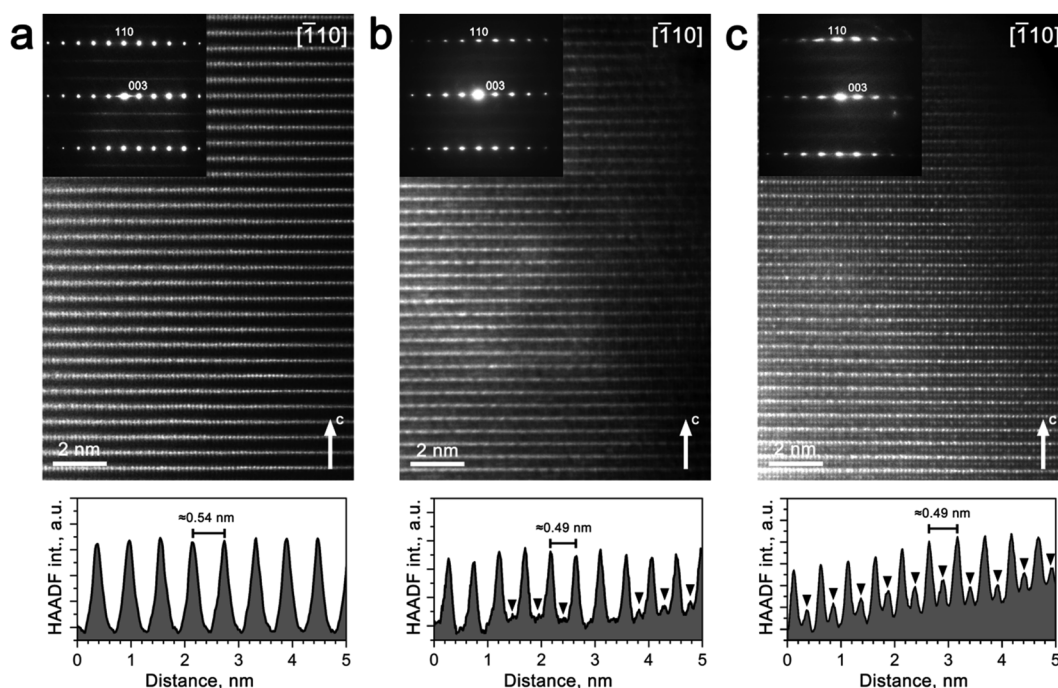 a
110
003
[1̅10]
2 nm
c
b
110
003
[1̅10]
2 nm
c
c
110
003
[1̅10]
2 nm
c
HAADF int., a.u.
≈0.54 nm
0 1 2 3 4 5
Distance, nm
HAADF int., a.u.
≈0.49 nm
0 1 2 3 4 5
Distance, nm
HAADF int., a.u.
≈0.49 nm
0 1 2 3 4 5
Distance, nm